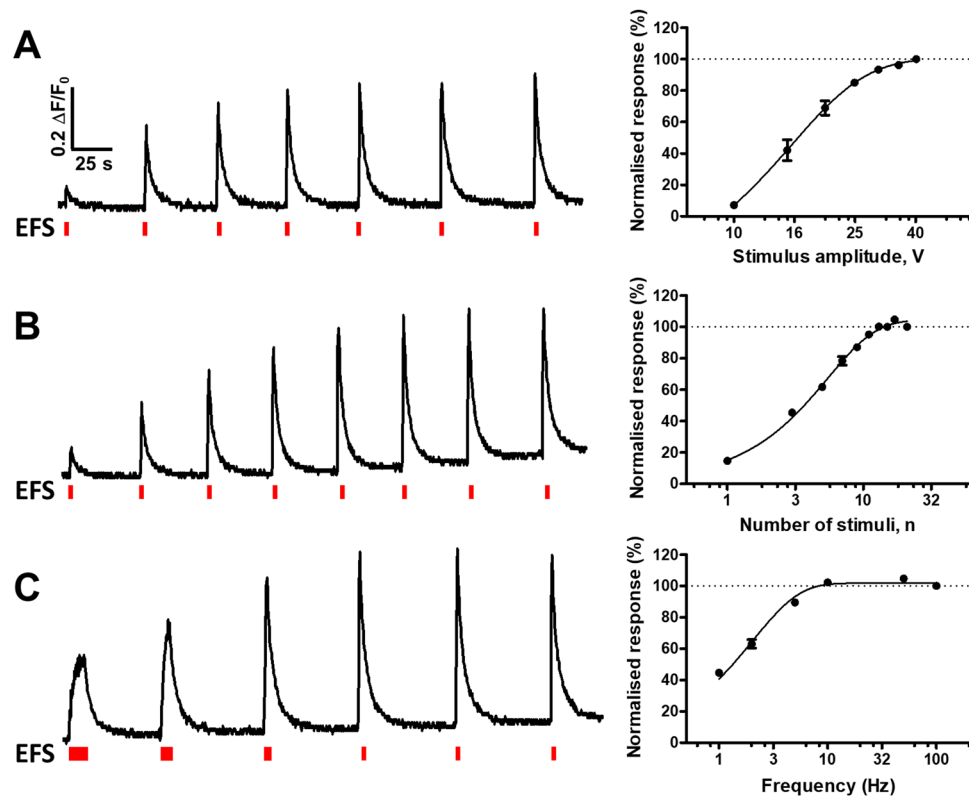 A
0.2 ΔF/F0
25 s
EFS
Normalised response (%)
120
100
80
60
40
20
0
10 16 25 40
Stimulus amplitude, V
B
EFS
Normalised response (%)
120
100
80
60
40
20
0
1 3 10 32
Number of stimuli, n
C
EFS
Normalised response (%)
120
100
80
60
40
20
0
1 3 10 32 100
Frequency (Hz)